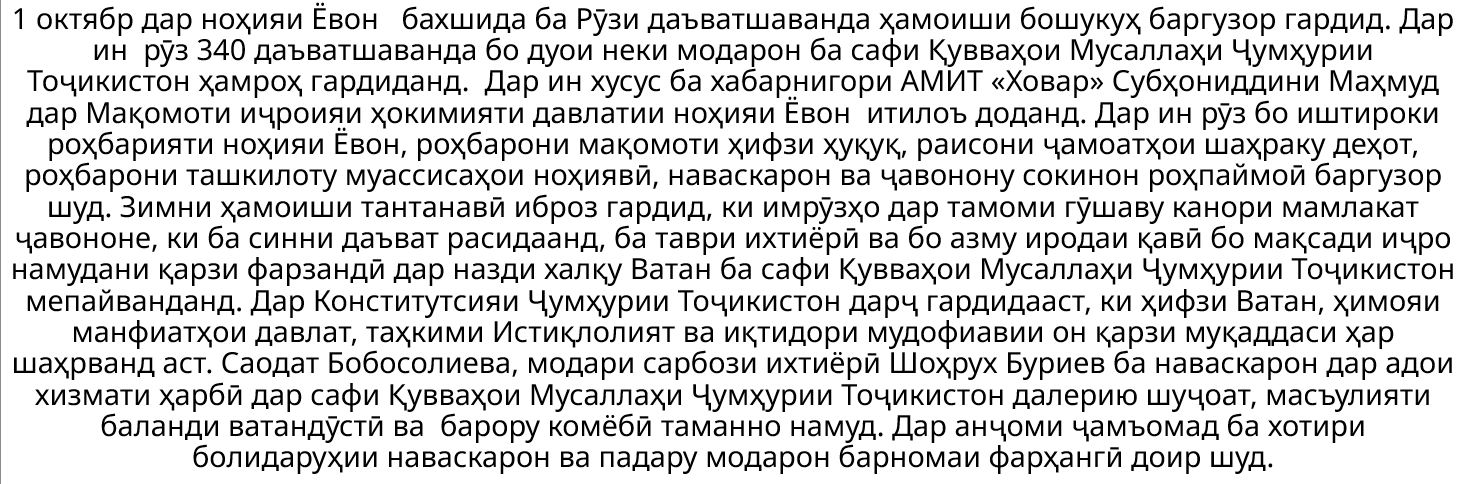 1 октябр дар ноҳияи Ёвон   бахшида ба Рӯзи даъватшаванда ҳамоиши бошукуҳ баргузор гардид. Дар
ин  рӯз 340 даъватшаванда бо дуои неки модарон ба сафи Қувваҳои Мусаллаҳи Ҷумҳурии
Тоҷикистон ҳамроҳ гардиданд.  Дар ин хусус ба хабарнигори АМИТ «Ховар» Субҳониддини Маҳмуд
дар Мақомоти иҷроияи ҳокимияти давлатии ноҳияи Ёвон  итилоъ доданд. Дар ин рӯз бо иштироки
роҳбарияти ноҳияи Ёвон, роҳбарони мақомоти ҳифзи ҳуқуқ, раисони ҷамоатҳои шаҳраку деҳот,
роҳбарони ташкилоту муассисаҳои ноҳиявӣ, наваскарон ва ҷавонону сокинон роҳпаймоӣ баргузор
шуд. Зимни ҳамоиши тантанавӣ иброз гардид, ки имрӯзҳо дар тамоми гӯшаву канори мамлакат
ҷавононе, ки ба синни даъват расидаанд, ба таври ихтиёрӣ ва бо азму иродаи қавӣ бо мақсади иҷро
намудани қарзи фарзандӣ дар назди халқу Ватан ба сафи Қувваҳои Мусаллаҳи Ҷумҳурии Тоҷикистон
мепайванданд. Дар Конститутсияи Ҷумҳурии Тоҷикистон дарҷ гардидааст, ки ҳифзи Ватан, ҳимояи
манфиатҳои давлат, таҳкими Истиқлолият ва иқтидори мудофиавии он қарзи муқаддаси ҳар
шаҳрванд аст. Саодат Бобосолиева, модари сарбози ихтиёрӣ Шоҳрух Буриев ба наваскарон дар адои
хизмати ҳарбӣ дар сафи Қувваҳои Мусаллаҳи Ҷумҳурии Тоҷикистон далерию шуҷоат, масъулияти
баланди ватандӯстӣ ва  барору комёбӣ таманно намуд. Дар анҷоми ҷамъомад ба хотири
болидаруҳии наваскарон ва падару модарон барномаи фарҳангӣ доир шуд.